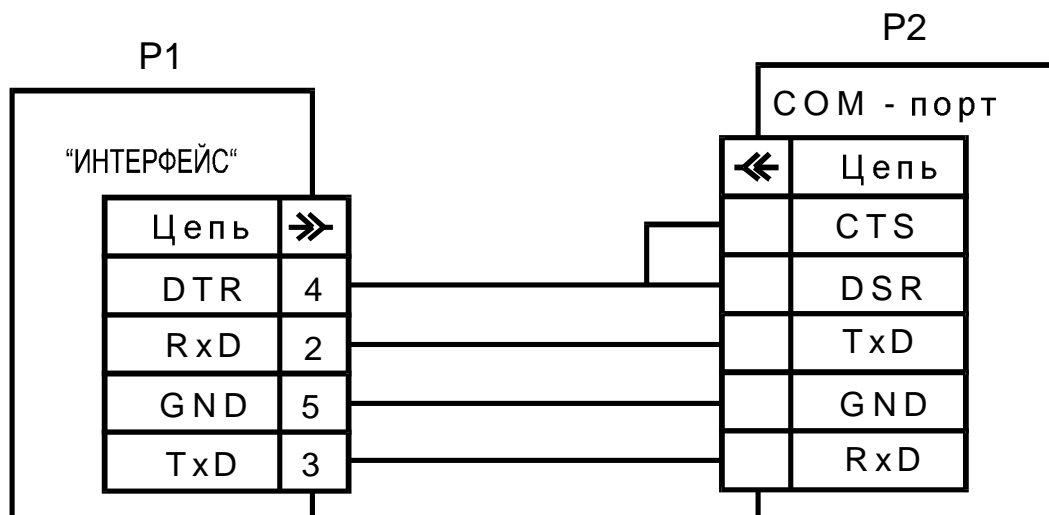 P1
P2
"ИНТЕРФЕЙС"
COM - порт
Цепь
DTR 4
RxD 2
GND 5
TxD 3
Цепь
CTS
DSR
TxD
GND
RxD